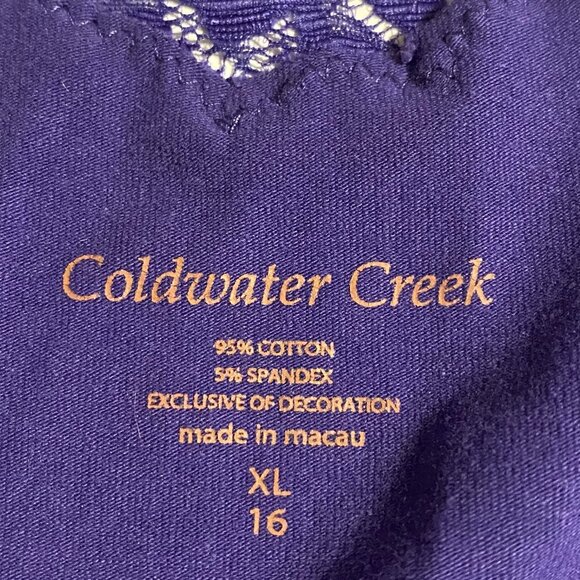 Coldwater Creek
95% COTTON
5% SPANDEX
EXCLUSIVE OF DECORATION
made in macau
XL
16